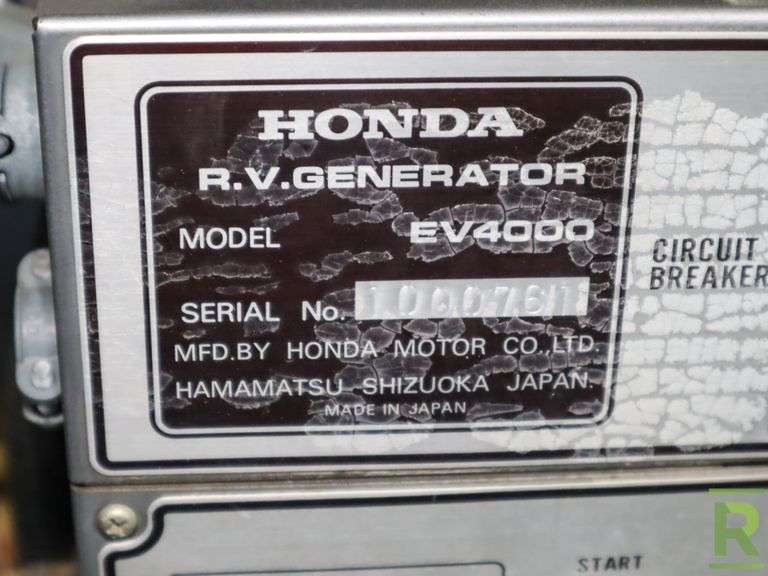 HONDA
R.V.GENERATOR
MODEL EV4000
SERIAL No. 1000761
MFD.BY HONDA MOTOR CO.,LTD.
HAMAMATSU SHIZUOKA JAPAN.
MADE IN JAPAN
CIRCUIT
BREAKER
START
R